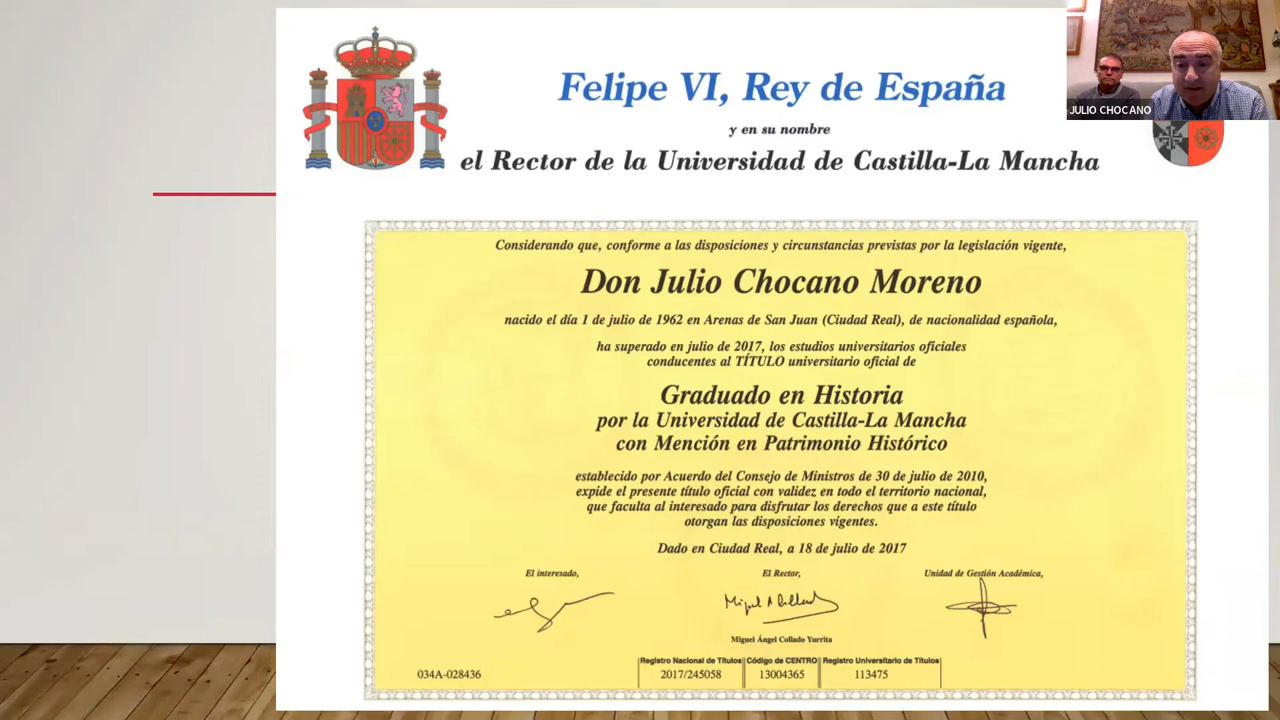 Felipe VI, Rey de España
y en su nombre
el Rector de la Universidad de Castilla-La Mancha
JULIO CHOCANO
Considerando que, conforme a las disposiciones y circunstancias previstas por la legislación vigente,
Don Julio Chocano Moreno
nacido el día 1 de julio de 1962 en Arenas de San Juan (Ciudad Real), de nacionalidad española,
ha superado en julio de 2017, los estudios universitarios oficiales
conducentes al TÍTULO universitario oficial de
Graduado en Historia
por la Universidad de Castilla-La Mancha
con Mención en Patrimonio Histórico
establecido por Acuerdo del Consejo de Ministros de 30 de julio de 2010,
expide el presente título oficial con validez en todo el territorio nacional,
que faculta al interesado para disfrutar los derechos que a este título
otorgan las disposiciones vigentes.
Dado en Ciudad Real, a 18 de julio de 2017
El interesado, El Rector, Unidad de Gestión Académica,
Miguel Ángel Collado Yurrita
Registro Nacional de Títulos Código de CENTRO Registro Universitario de Títulos
034A-028436 2017/245058 13004365 113475